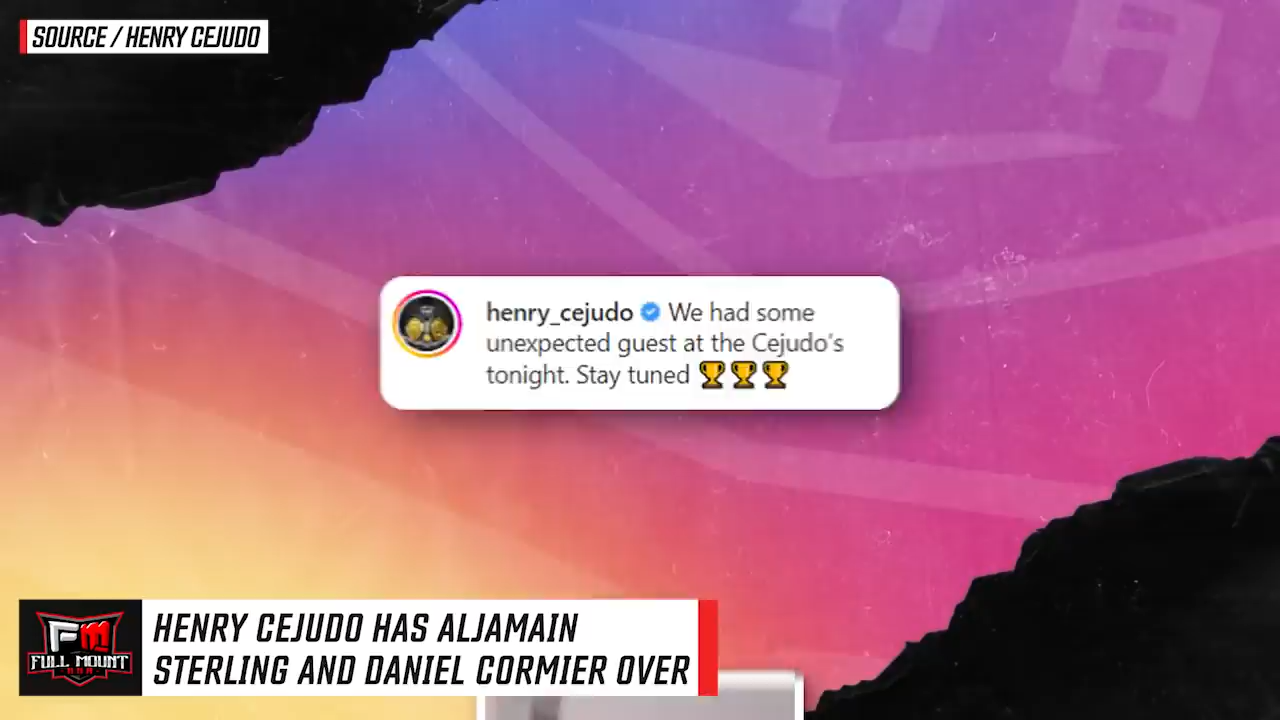 SOURCE / HENRY CEJUDO
henry_cejudo We had some
unexpected guest at the Cejudo's
tonight. Stay tuned 🏆🏆🏆
FM
FULL MOUNT
HENRY CEJUDO HAS ALJAMAIN
STERLING AND DANIEL CORMIER OVER